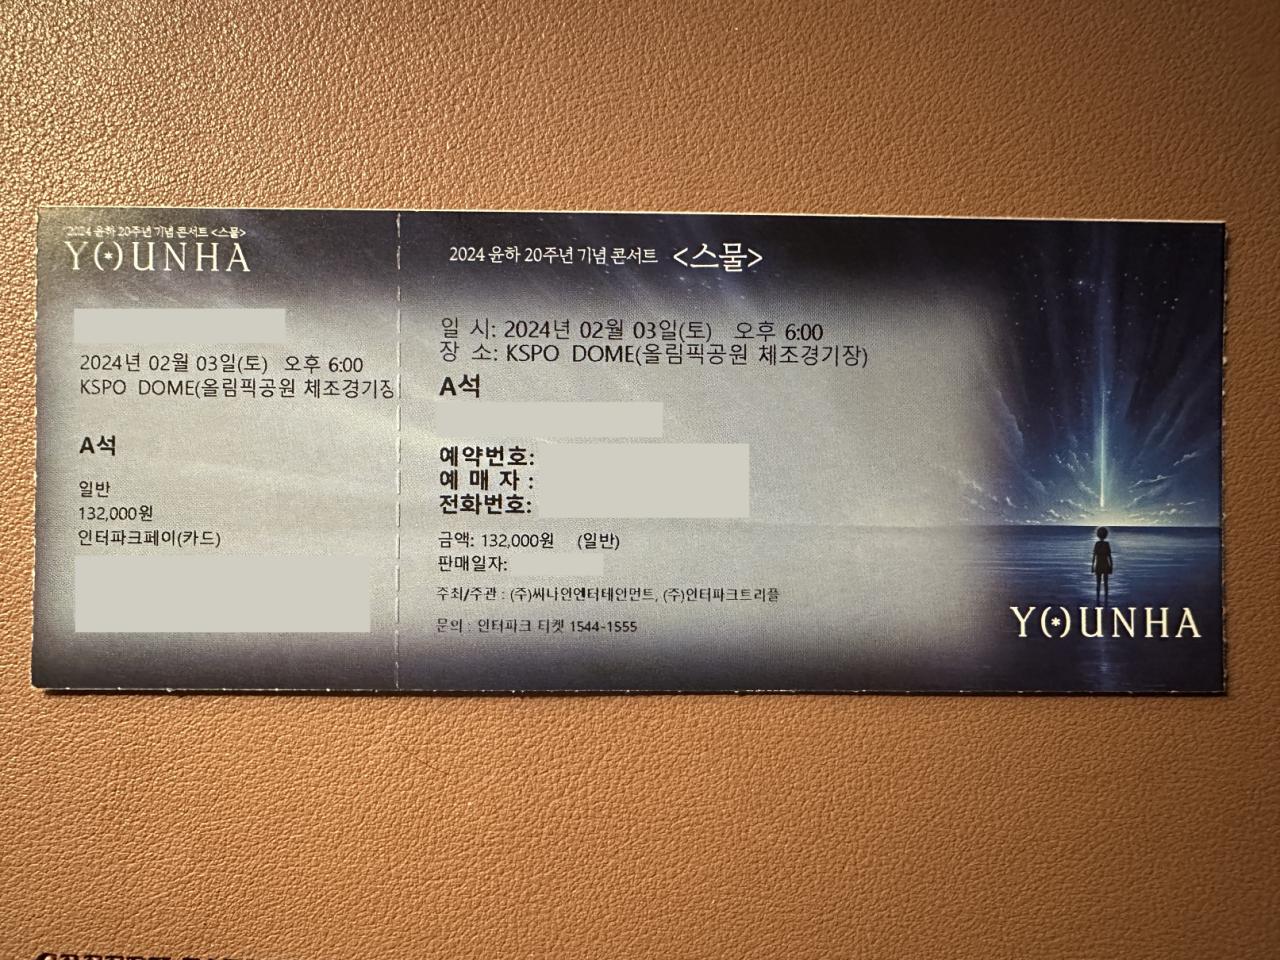 2024 윤하 20주년 기념 콘서트 <스물>
YOUNHA
2024년 02월 03일(토) 오후 6:00
KSPO DOME(올림픽공원 체조경기장
A석
일반
132,000원
인터파크페이(카드)
2024 윤하 20주년 기념 콘서트 <스물>
일 시: 2024년 02월 03일(토) 오후 6:00
장 소: KSPO DOME(올림픽공원 체조경기장)
A석
예약번호:
예 매 자 :
전화번호:
금액: 132,000원 (일반)
판매일자:
주최/주관 : (주)씨나인엔터테인먼트, (주)인터파크트리플
문의 : 인터파크 티켓 1544-1555
YOUNHA